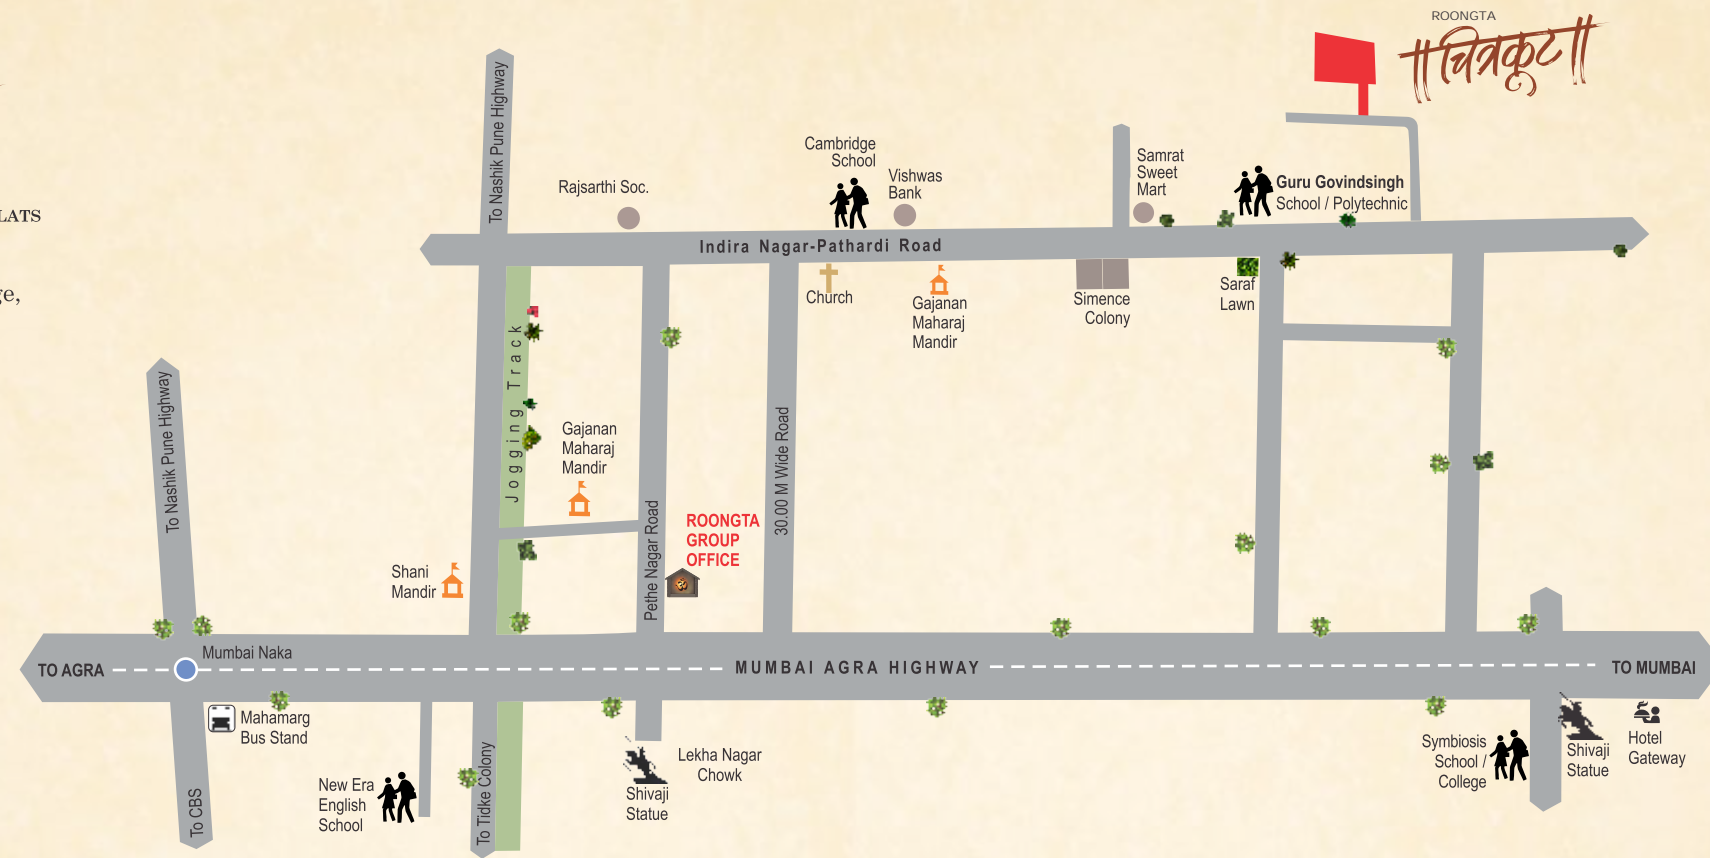 ROONGTA
॥चित्रकूट॥
LATS
ge,
To Nashik Pune Highway
Cambridge
School
Vishwas
Bank
Rajsarthi Soc.
Samrat
Sweet
Mart
Guru Govindsingh
School / Polytechnic
Indira Nagar-Pathardi Road
Church
Gajanan
Maharaj
Mandir
Simence
Colony
Saraf
Lawn
Jogging Track
To Nashik Pune Highway
Gajanan
Maharaj
Mandir
30.00 M Wide Road
Pethe Nagar Road
ROONGTA
GROUP
OFFICE
Shani
Mandir
Mumbai Naka
TO AGRA
MUMBAI AGRA HIGHWAY
TO MUMBAI
Mahamarg
Bus Stand
To CBS
New Era
English
School
To Tidke Colony
Lekha Nagar
Chowk
Shivaji
Statue
Symbiosis
School /
College
Shivaji
Statue
Hotel
Gateway